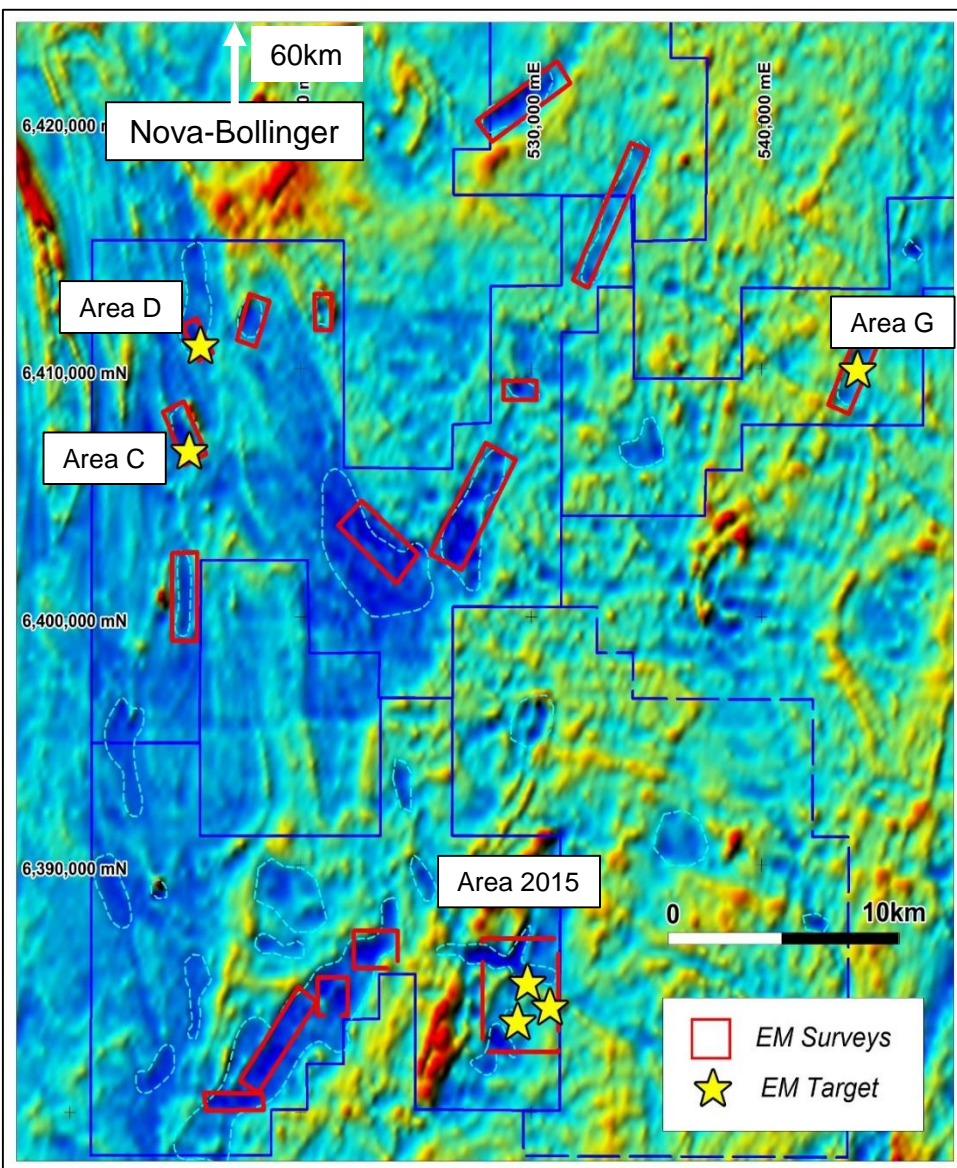 60km
Nova-Bollinger
6,420,000 m
530,000 mE
540,000 mE
Area D
Area G
6,410,000 mN
Area C
6,400,000 mN
6,390,000 mN
Area 2015
0 10km
EM Surveys
EM Target